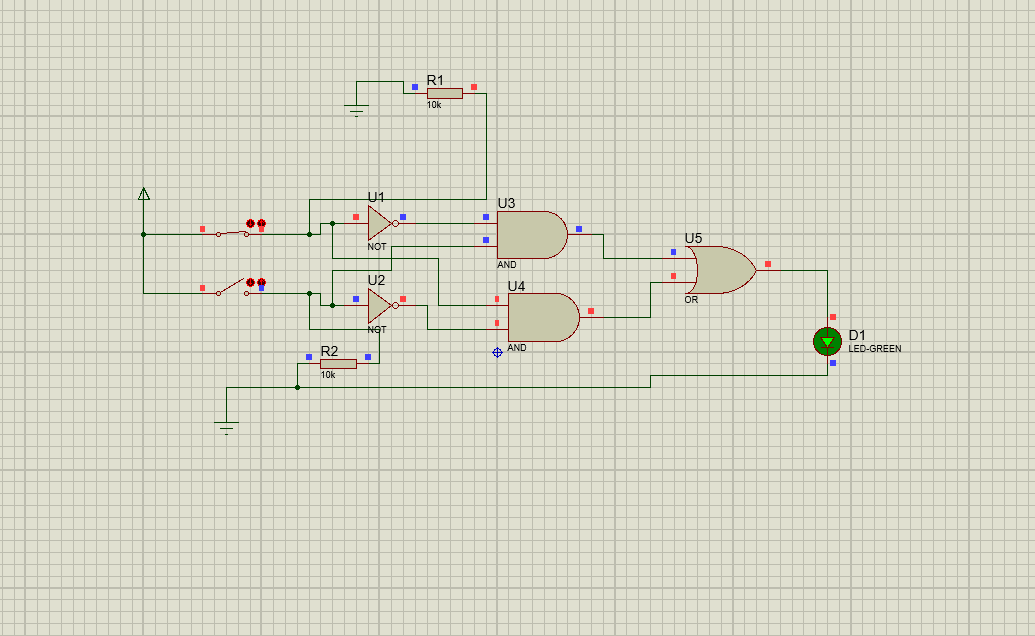 R1
10k
U1
NOT
U3
AND
U5
OR
U2
NOT
U4
AND
D1
LED-GREEN
R2
10k